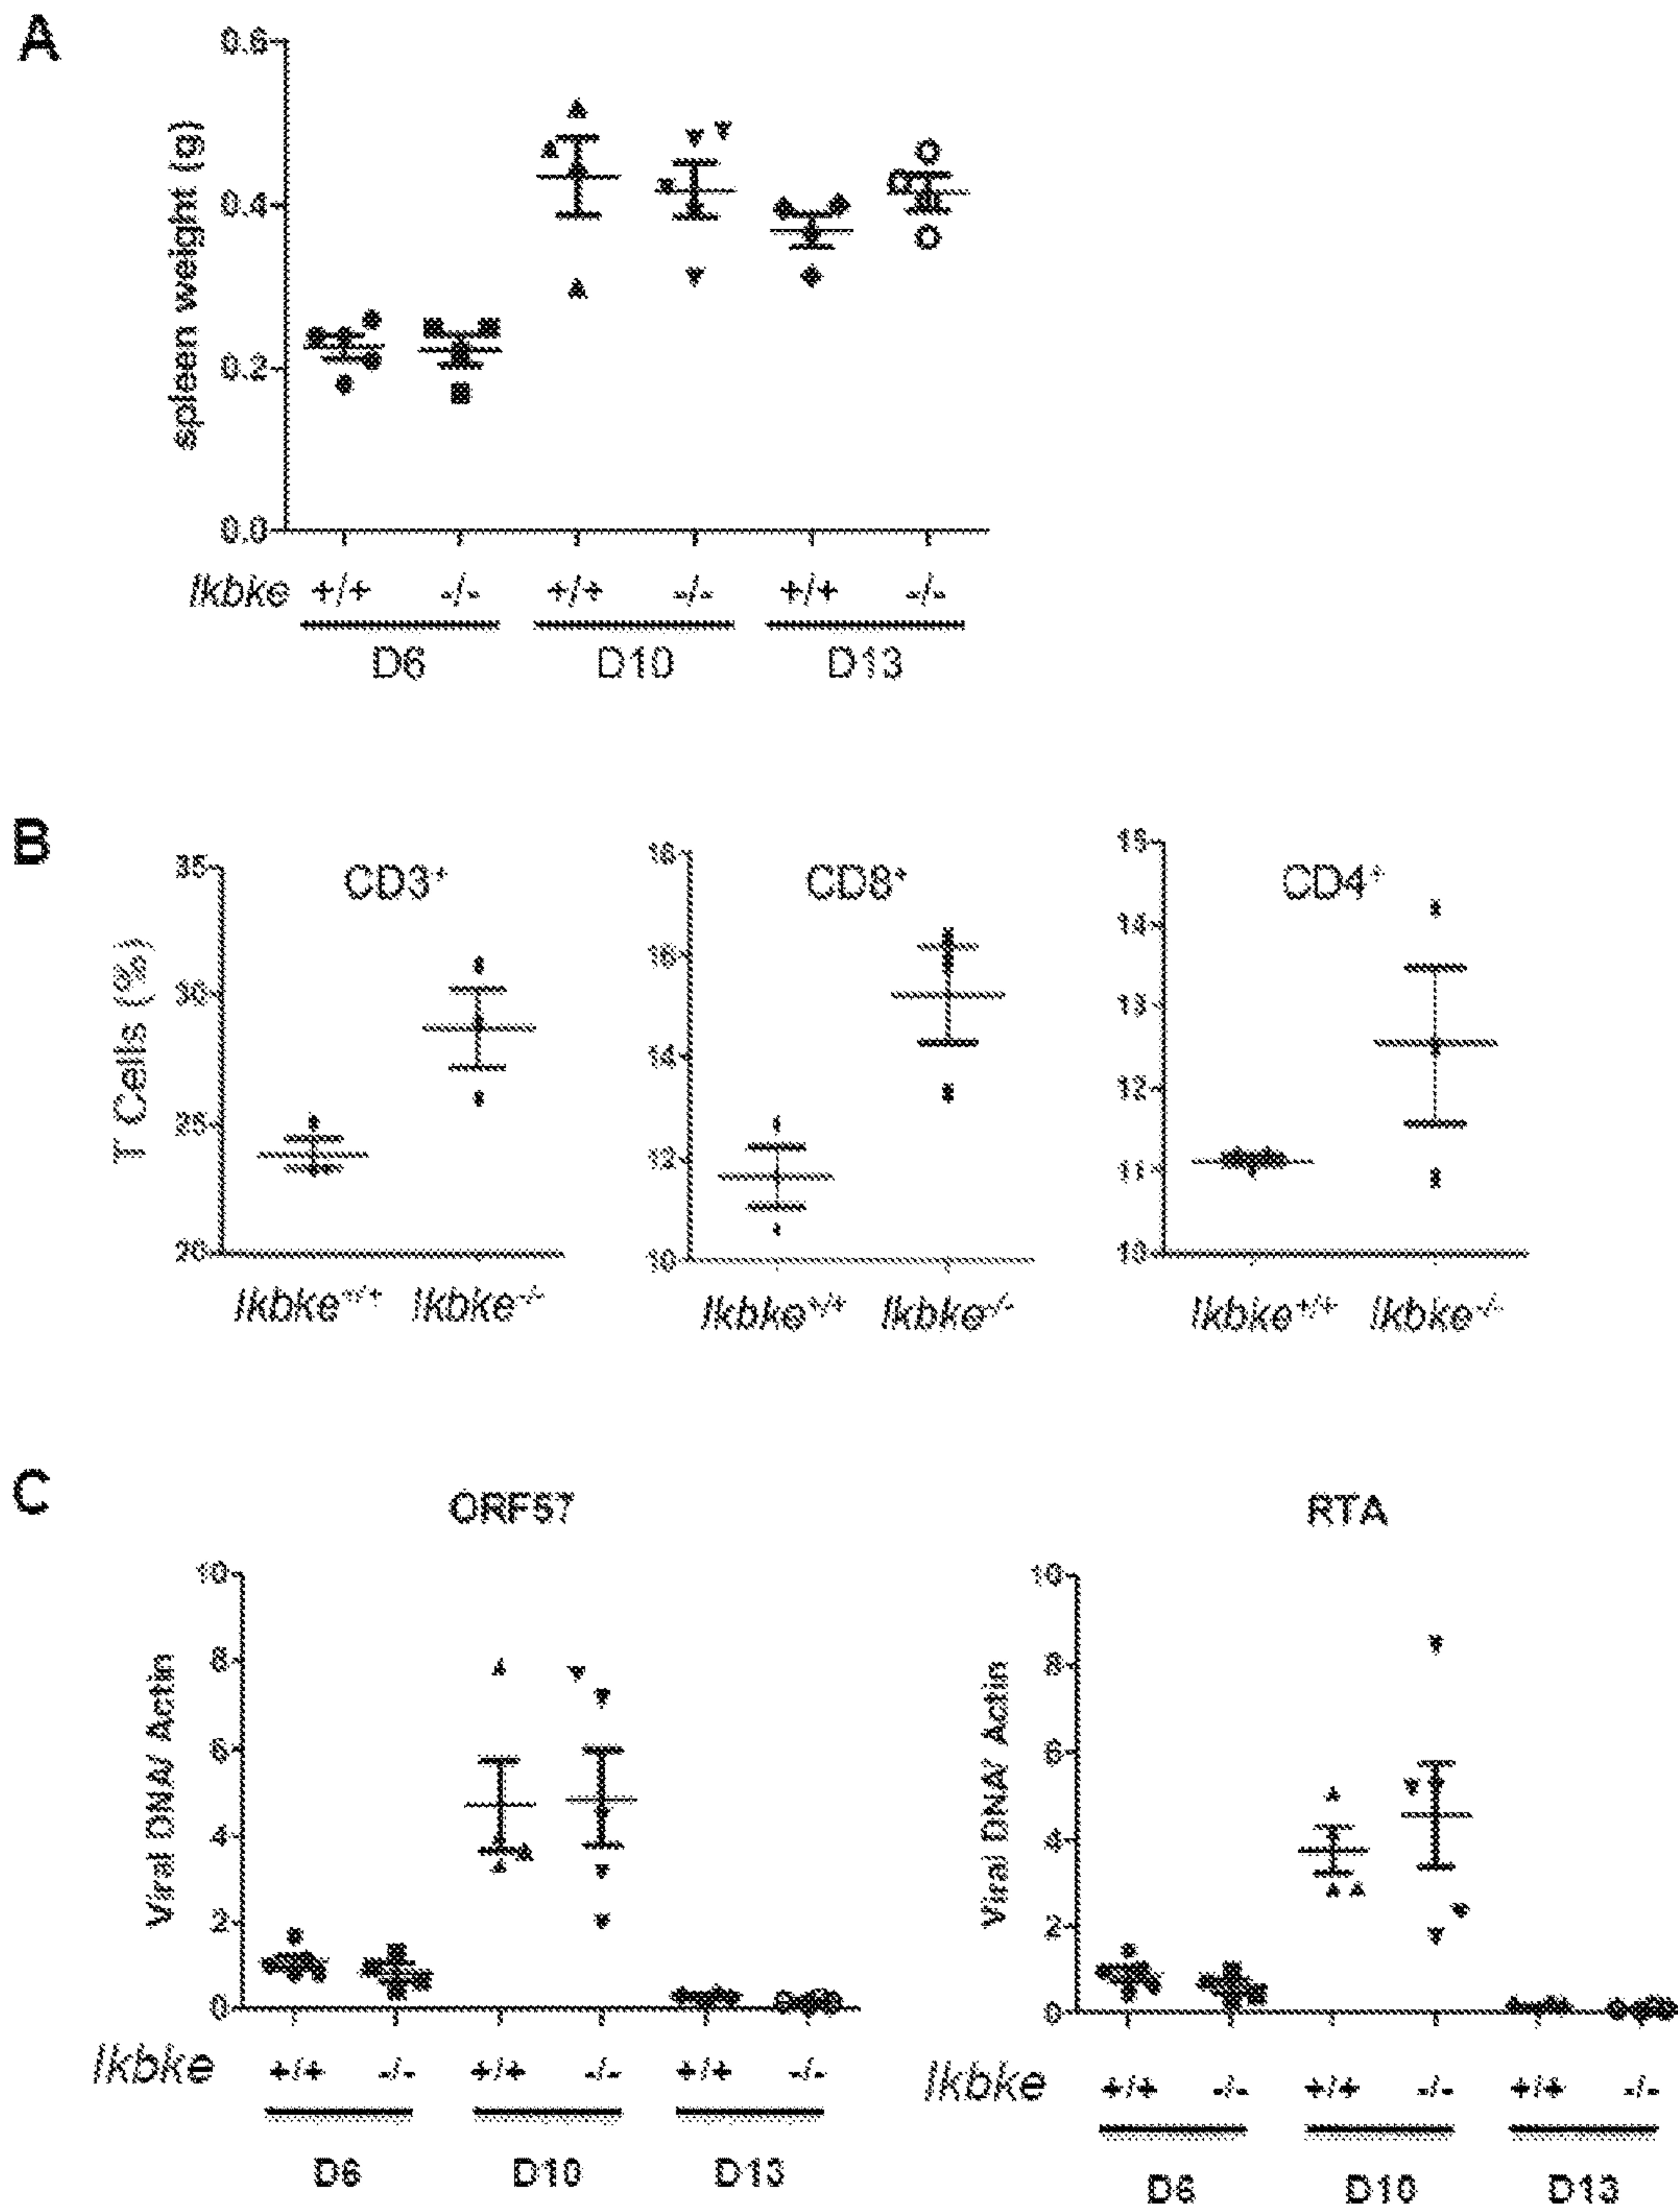 A
spleen weight (g)
0.6
0.4
0.2
0.0
Ikbke +/+ -/- +/+ -/- +/+ -/-
D6 D10 D13
B
T Cells (%)
CD3+
35
30
25
20
Ikbke+/+ Ikbke-/-
CD8+
18
16
14
12
10
Ikbke+/+ Ikbke-/-
CD4+
15
14
13
12
11
10
Ikbke+/+ Ikbke-/-
C
ORF57
Viral DNA/ Actin
10
8
6
4
2
0
Ikbke +/+ -/- +/+ -/- +/+ -/-
D6 D10 D13
RTA
Viral DNA/ Actin
10
8
6
4
2
0
Ikbke +/+ -/- +/+ -/- +/+ -/-
D6 D10 D13